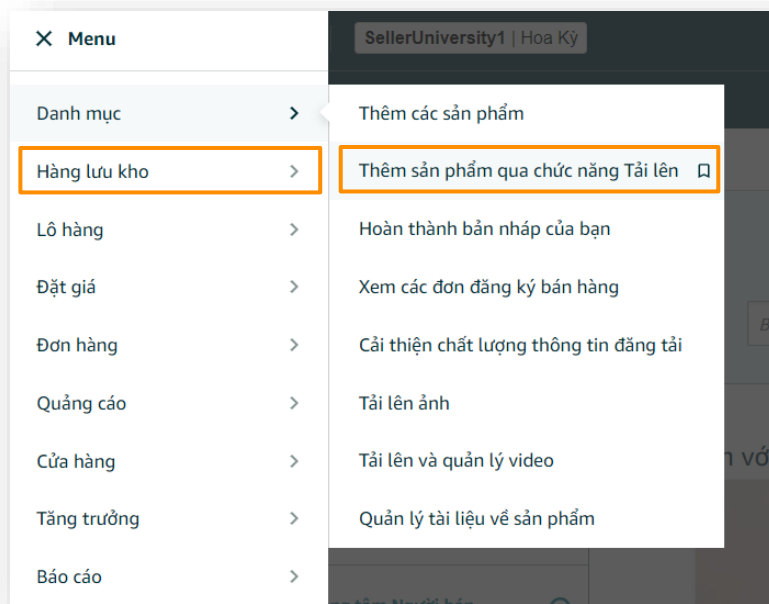 Menu
SellerUniversity1 | Hoa Kỳ
Danh mục
Hàng lưu kho
Lô hàng
Đặt giá
Đơn hàng
Quảng cáo
Cửa hàng
Tăng trưởng
Báo cáo
Thêm các sản phẩm
Thêm sản phẩm qua chức năng Tải lên
Hoàn thành bản nháp của bạn
Xem các đơn đăng ký bán hàng
Cải thiện chất lượng thông tin đăng tải
Tải lên ảnh
Tải lên và quản lý video
Quản lý tài liệu về sản phẩm